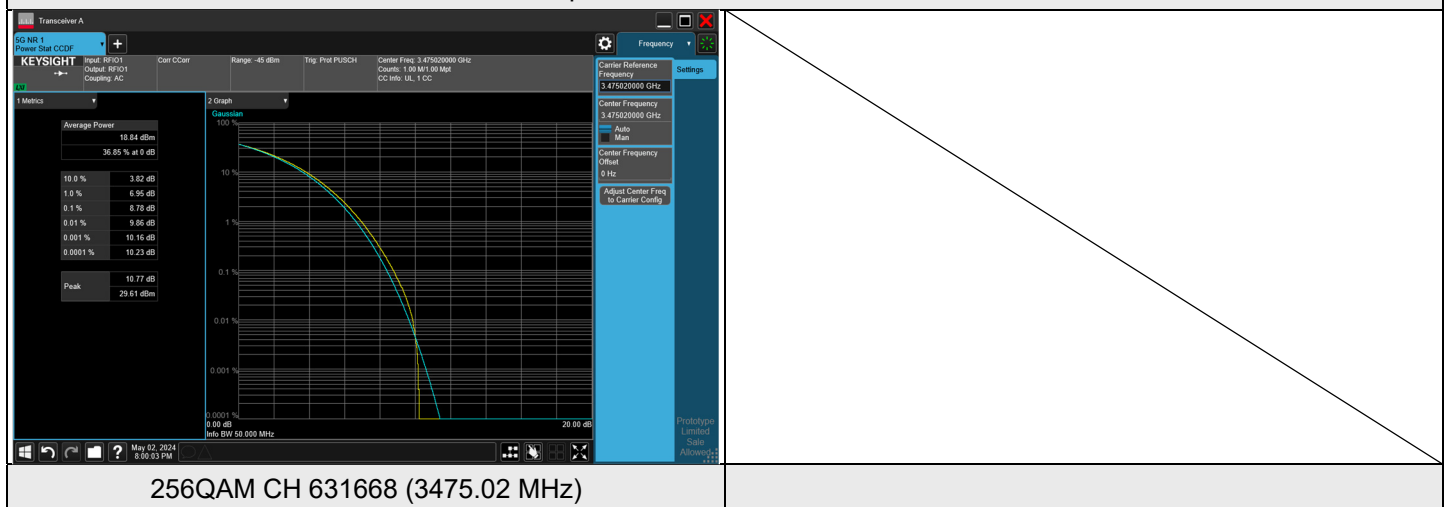 Transceiver A
5G NR 1
Power Stat CCDF
+
Frequency
KEYSIGHT
Input: RFIO1
Output: RFIO1
Coupling: AC
Corr CCorr
Range: -45 dBm
Trig: Prot PUSCH
Center Freq: 3.475020000 GHz
Counts: 1.00 M/1.00 Mpt
CC Info: UL, 1 CC
LXI
Carrier Reference
Frequency
3.475020000 GHz
Settings
Center Frequency
3.475020000 GHz
Auto
Man
Center Frequency
Offset
0 Hz
Adjust Center Freq
to Carrier Config
1 Metrics
Average Power
18.84 dBm
36.85 % at 0 dB
10.0 % 3.82 dB
1.0 % 6.95 dB
0.1 % 8.78 dB
0.01 % 9.86 dB
0.001 % 10.16 dB
0.0001 % 10.23 dB
Peak
10.77 dB
29.61 dBm
2 Graph
Gaussian
100 %
10 %
1 %
0.1 %
0.01 %
0.001 %
0.0001 %
0.00 dB 20.00 dB
Info BW 50.000 MHz
Prototype
Limited
Sale
Allowed
?
May 02, 2024
8:00:03 PM
256QAM CH 631668 (3475.02 MHz)